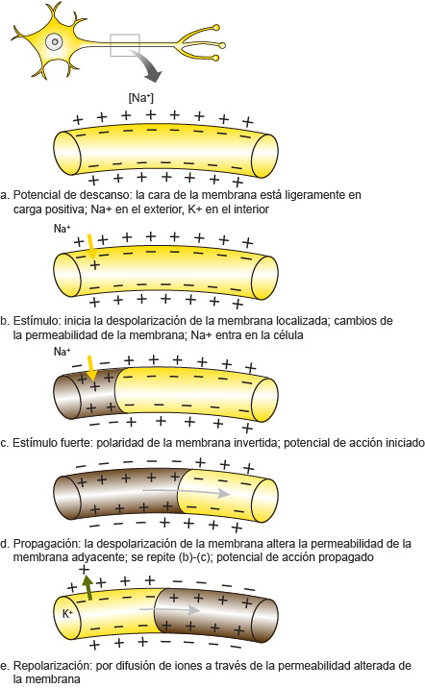 [Na⁺]
a. Potencial de descanso: la cara de la membrana está ligeramente en
carga positiva; Na+ en el exterior, K+ en el interior
Na⁺
b. Estímulo: inicia la despolarización de la membrana localizada; cambios de
la permeabilidad de la membrana; Na+ entra en la célula
Na⁺
c. Estímulo fuerte: polaridad de la membrana invertida; potencial de acción iniciado
d. Propagación: la despolarización de la membrana altera la permeabilidad de la
membrana adyacente; se repite (b)-(c); potencial de acción propagado
K⁺
e. Repolarización: por difusión de iones a través de la permeabilidad alterada de
la membrana